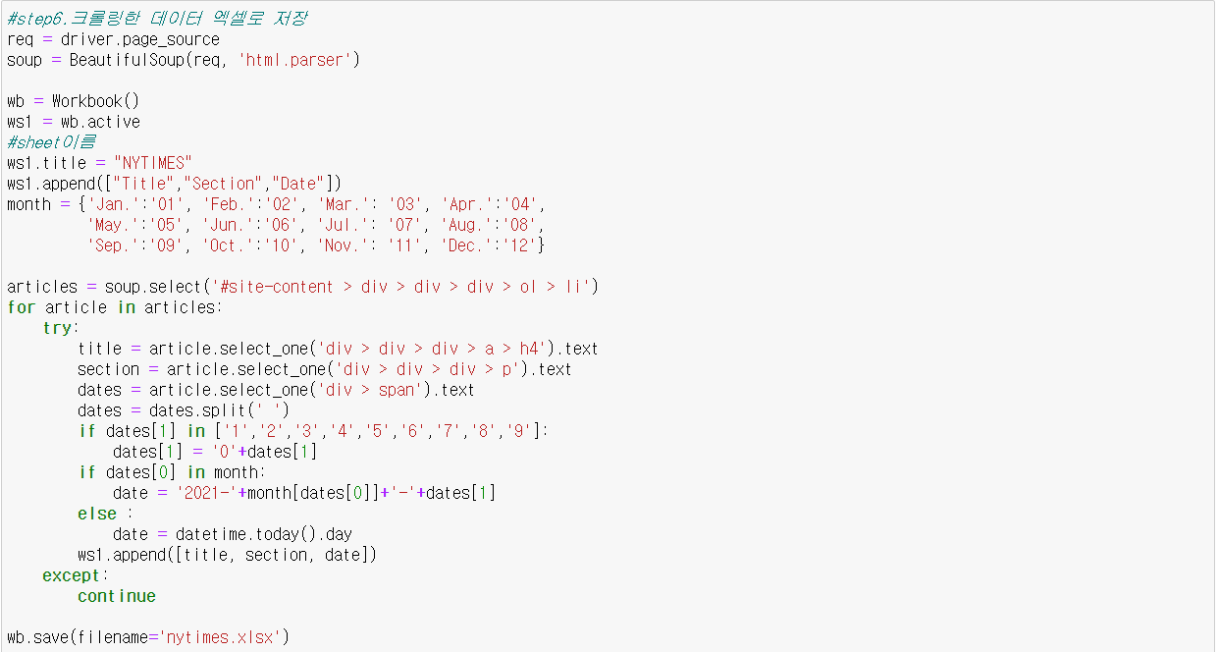 #step6.크롤링한 데이터 엑셀로 저장
req = driver.page_source
soup = BeautifulSoup(req, 'html.parser')
wb = Workbook()
ws1 = wb.active
#sheet이름
ws1.title = "NYTIMES"
ws1.append(["Title","Section","Date"])
month = {'Jan.':'01', 'Feb.':'02', 'Mar.': '03', 'Apr.':'04',
'May.':'05', 'Jun.':'06', 'Jul.': '07', 'Aug.':'08',
'Sep.':'09', 'Oct.':'10', 'Nov.': '11', 'Dec.':'12'}
articles = soup.select('#site-content > div > div > div > ol > li')
for article in articles:
try:
title = article.select_one('div > div > div > a > h4').text
section = article.select_one('div > div > div > p').text
dates = article.select_one('div > span').text
dates = dates.split(' ')
if dates[1] in ['1','2','3','4','5','6','7','8','9']:
dates[1] = '0'+dates[1]
if dates[0] in month:
date = '2021-'+month[dates[0]]+'-'+dates[1]
else :
date = datetime.today().day
ws1.append([title, section, date])
except:
continue
wb.save(filename='nytimes.xlsx')